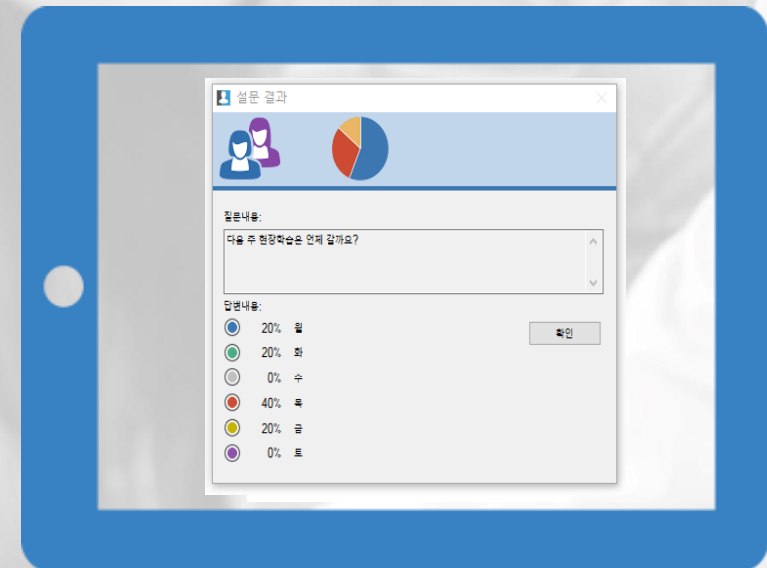 설문 결과
질문내용:
다음 주 현장학습은 언제 갈까요?
답변내용:
20% 월
확인
20% 화
0% 수
40% 목
20% 금
0% 토